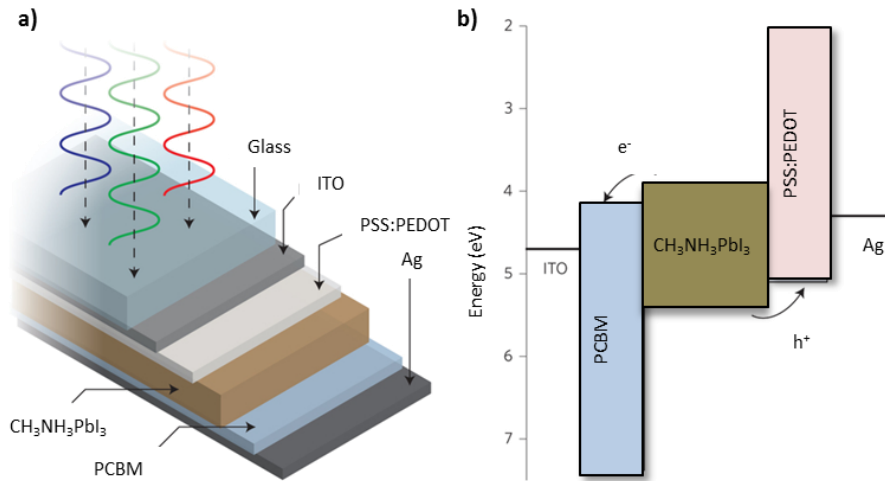 a)
Glass
ITO
PSS:PEDOT
Ag
CH₃NH₃PbI₃
PCBM
b)
Energy (eV)
2
3
4
5
6
7
e⁻
ITO
PCBM
CH₃NH₃PbI₃
PSS:PEDOT
Ag
h⁺